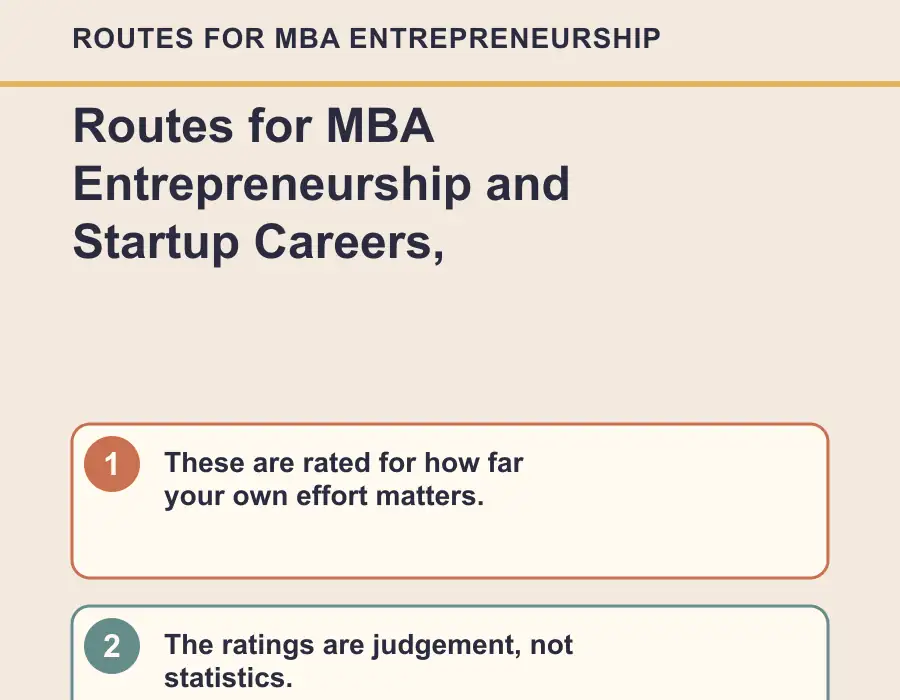 ROUTES FOR MBA ENTREPRENEURSHIP
Routes for MBA
Entrepreneurship and
Startup Careers,
1
These are rated for how far
your own effort matters.
2
The ratings are judgement, not
statistics.